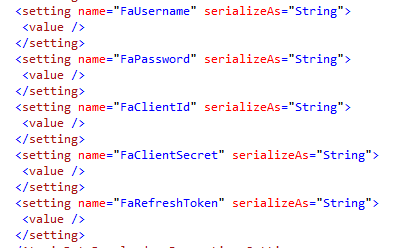 <setting name="FaUsername" serializeAs="String">
<value />
</setting>
<setting name="FaPassword" serializeAs="String">
<value />
</setting>
<setting name="FaClientId" serializeAs="String">
<value />
</setting>
<setting name="FaClientSecret" serializeAs="String">
<value />
</setting>
<setting name="FaRefreshToken" serializeAs="String">
<value />
</setting>